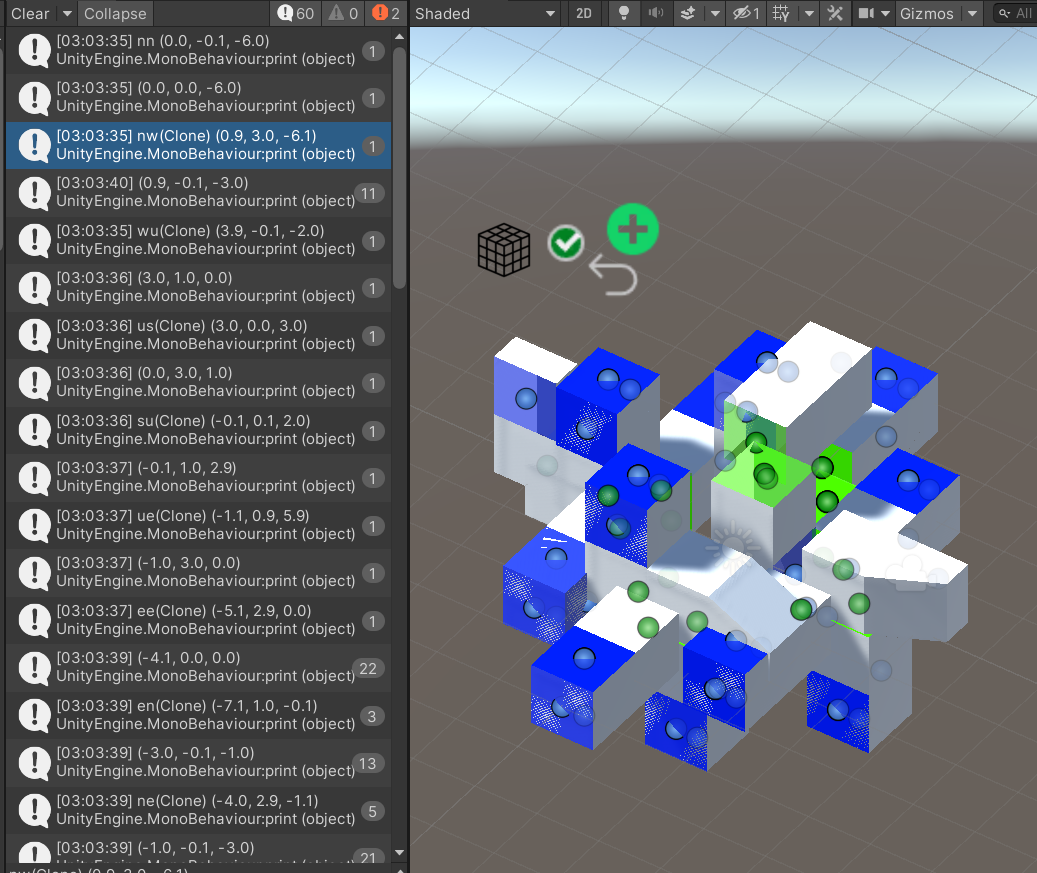 Clear Collapse 60 0 2
[03:03:35] nn (0.0, -0.1, -6.0)
UnityEngine.MonoBehaviour:print (object) 1
[03:03:35] (0.0, 0.0, -6.0)
UnityEngine.MonoBehaviour:print (object) 1
[03:03:35] nw(Clone) (0.9, 3.0, -6.1)
UnityEngine.MonoBehaviour:print (object) 1
[03:03:40] (0.9, -0.1, -3.0)
UnityEngine.MonoBehaviour:print (object) 11
[03:03:35] wu(Clone) (3.9, -0.1, -2.0)
UnityEngine.MonoBehaviour:print (object) 1
[03:03:36] (3.0, 1.0, 0.0)
UnityEngine.MonoBehaviour:print (object) 1
[03:03:36] us(Clone) (3.0, 0.0, 3.0)
UnityEngine.MonoBehaviour:print (object) 1
[03:03:36] (0.0, 3.0, 1.0)
UnityEngine.MonoBehaviour:print (object) 1
[03:03:36] su(Clone) (-0.1, 0.1, 2.0)
UnityEngine.MonoBehaviour:print (object) 1
[03:03:37] (-0.1, 1.0, 2.9)
UnityEngine.MonoBehaviour:print (object) 1
[03:03:37] ue(Clone) (-1.1, 0.9, 5.9)
UnityEngine.MonoBehaviour:print (object) 1
[03:03:37] (-1.0, 3.0, 0.0)
UnityEngine.MonoBehaviour:print (object) 1
[03:03:37] ee(Clone) (-5.1, 2.9, 0.0)
UnityEngine.MonoBehaviour:print (object) 1
[03:03:39] (-4.1, 0.0, 0.0)
UnityEngine.MonoBehaviour:print (object) 22
[03:03:39] en(Clone) (-7.1, 1.0, -0.1)
UnityEngine.MonoBehaviour:print (object) 3
[03:03:39] (-3.0, -0.1, -1.0)
UnityEngine.MonoBehaviour:print (object) 13
[03:03:39] ne(Clone) (-4.0, 2.9, -1.1)
UnityEngine.MonoBehaviour:print (object) 5
[03:03:39] (-1.0, -0.1, -3.0)
21
Shaded 2D 1 Gizmos All